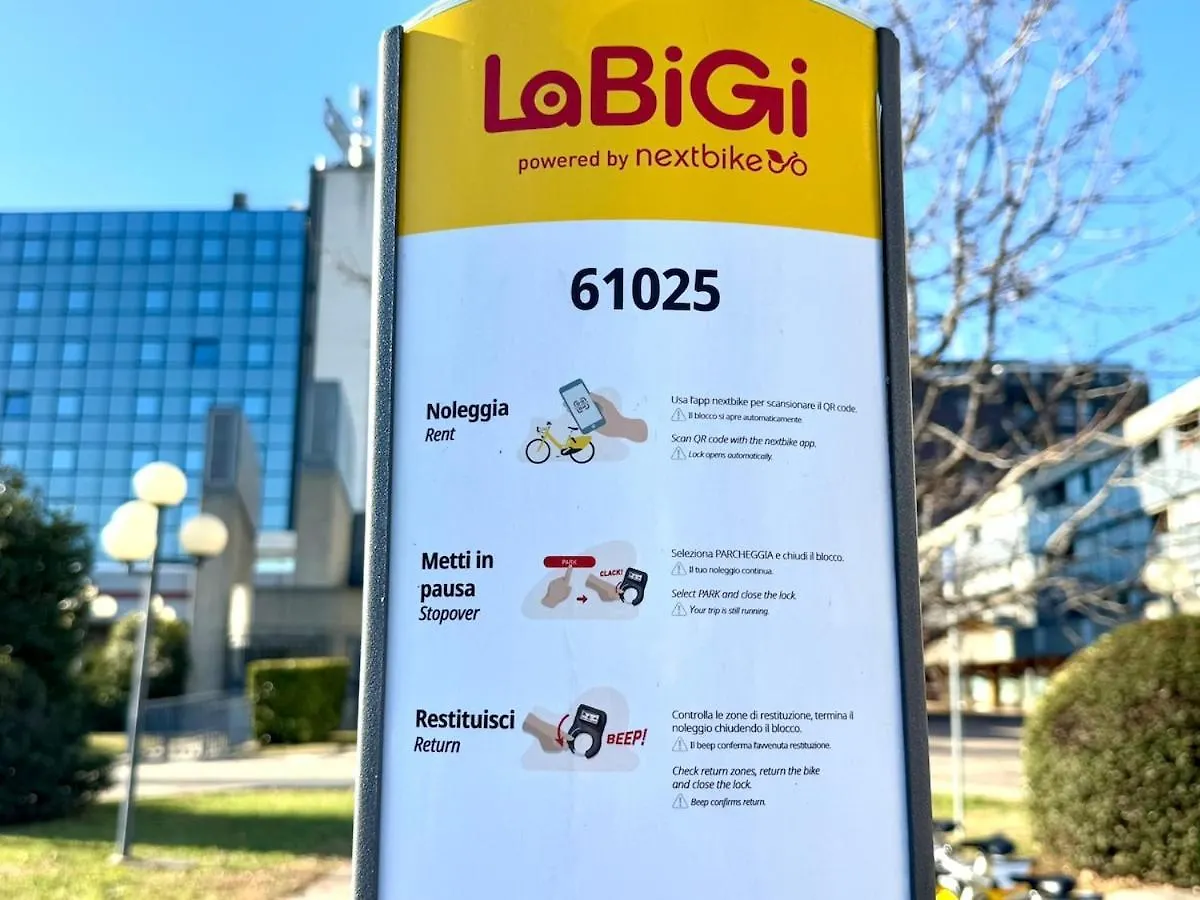 LaBiGi
powered by nextbike
61025
Noleggia
Rent
Usa l'app nextbike per scansionare il QR code.
Il blocco si apre automaticamente.
Scan QR code with the nextbike app.
Lock opens automatically.
Metti in
pausa
Stopover
PARK
CLACK!
Seleziona PARCHEGGIA e chiudi il blocco.
Il tuo noleggio continua.
Select PARK and close the lock.
Your trip is still running.
Restituisci
Return
BEEP!
Controlla le zone di restituzione, termina il
noleggio chiudendo il blocco.
Il beep conferma l'avvenuta restituzione.
Check return zones, return the bike
and close the lock.
Beep confirms return.